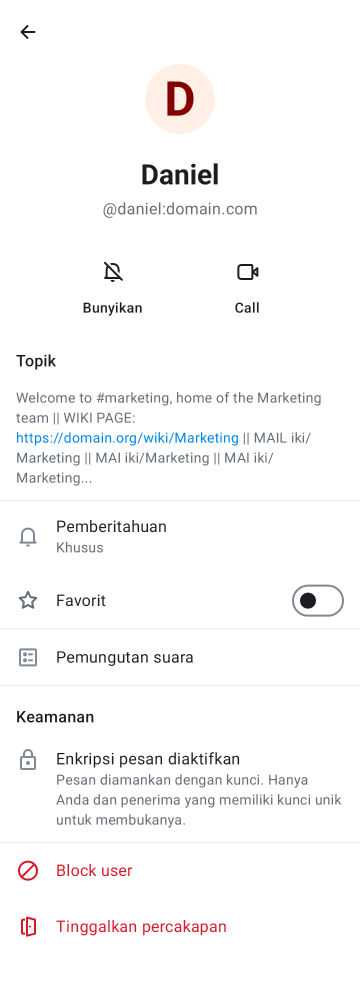 D
Daniel
@daniel:domain.com
Bunyikan
Call
Topik
Welcome to #marketing, home of the Marketing
team || WIKI PAGE:
https://domain.org/wiki/Marketing || MAIL iki/
Marketing || MAI iki/Marketing || MAI iki/
Marketing...
Pemberitahuan
Khusus
Favorit
Pemungutan suara
Keamanan
Enkripsi pesan diaktifkan
Pesan diamankan dengan kunci. Hanya
Anda dan penerima yang memiliki kunci unik
untuk membukanya.
Block user
Tinggalkan percakapan